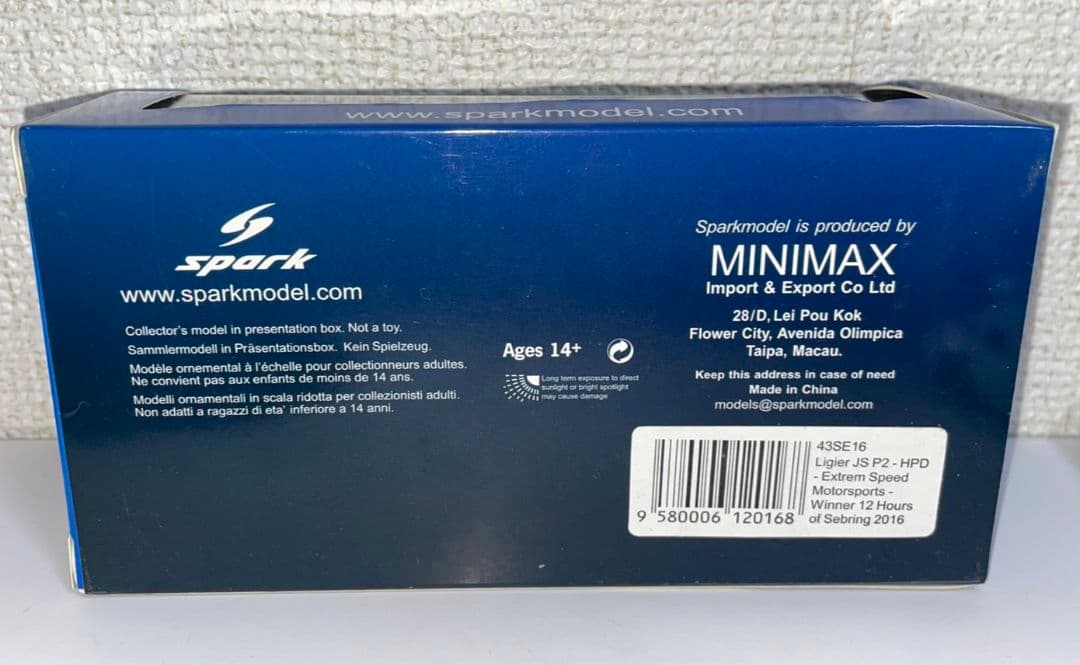 www.sparkmodel.com
spark
www.sparkmodel.com
Collector's model in presentation box. Not a toy.
Sammlermodell in Präsentationsbox. Kein Spielzeug.
Modèle ornemental à l'échelle pour collectionneurs adultes.
Ne convient pas aux enfants de moins de 14 ans.
Modelli ornamentali in scala ridotta per collezionisti adulti.
Non adatti a ragazzi di eta' inferiore a 14 anni.
Ages 14+
Long term exposure to direct
sunlight or bright spotlight
may cause damage
Sparkmodel is produced by
MINIMAX
Import & Export Co Ltd
28/D, Lei Pou Kok
Flower City, Avenida Olimpica
Taipa, Macau.
Keep this address in case of need
Made in China
models@sparkmodel.com
43SE16
Ligier JS P2 - HPD
- Extrem Speed
Motorsports -
Winner 12 Hours
of Sebring 2016
9 580006 120168